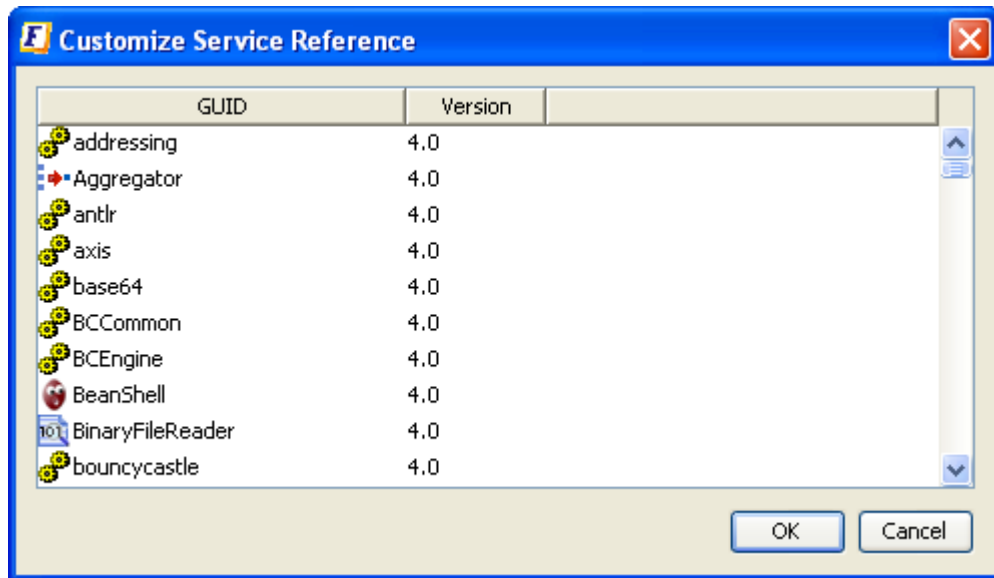 Customize Service Reference
GUID Version
addressing 4.0
Aggregator 4.0
antlr 4.0
axis 4.0
base64 4.0
BCCommon 4.0
BCEngine 4.0
BeanShell 4.0
BinaryFileReader 4.0
bouncycastle 4.0
OK Cancel